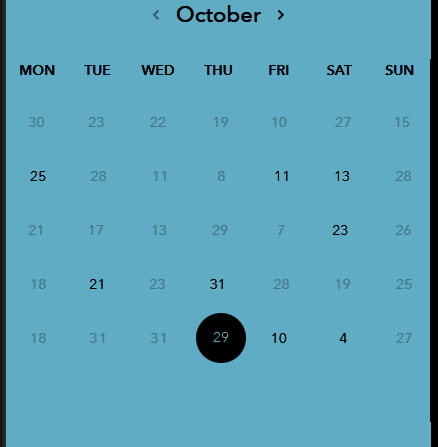 October
MON TUE WED THU FRI SAT SUN
30 23 22 19 10 27 15
25 28 11 8 11 13 28
21 17 13 29 7 23 26
18 21 23 31 28 19 25
18 31 31 29 10 4 27